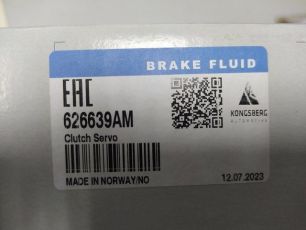 BRAKE FLUID
EAC
626639AM
Clutch Servo
KONGSBERG
AUTOMOTIVE
MADE IN NORWAY/NO
12.07.2023